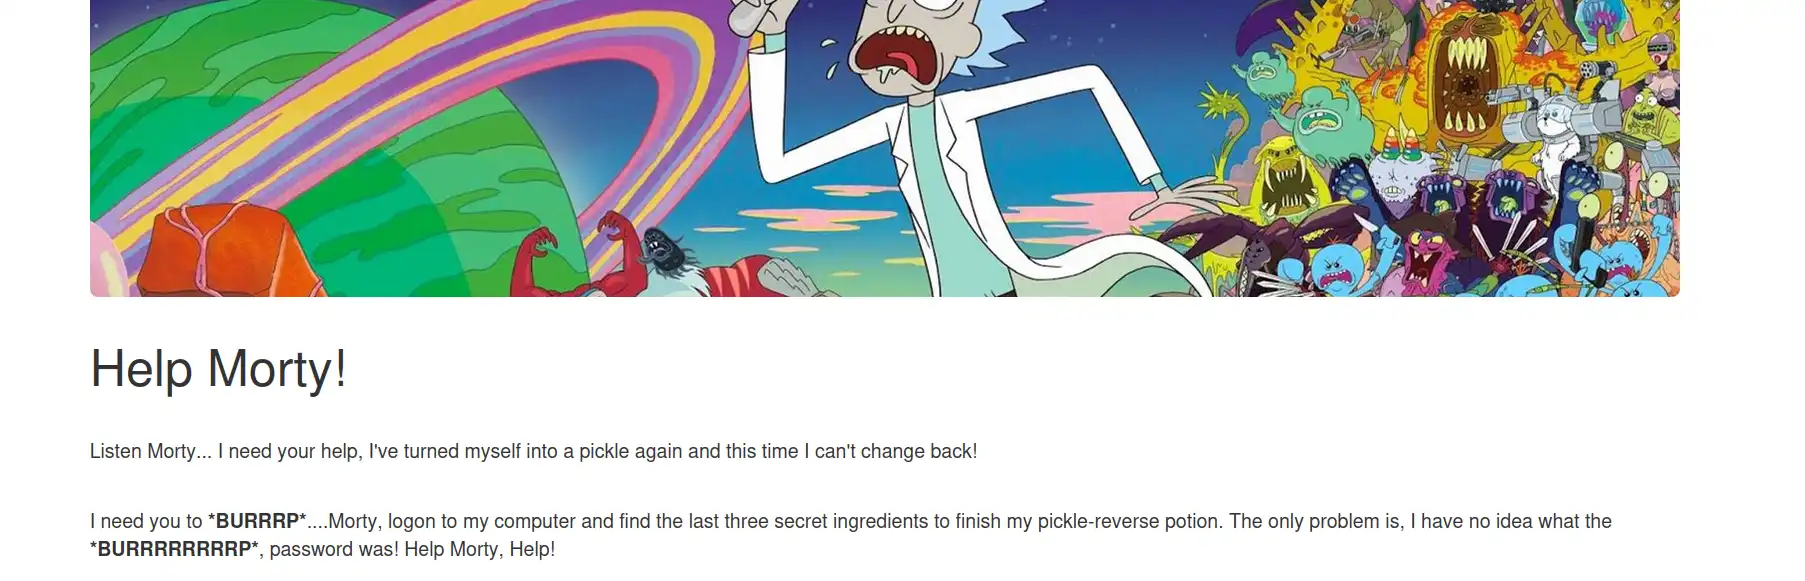 Help Morty!
Listen Morty... I need your help, I've turned myself into a pickle again and this time I can't change back!
I need you to *BURRRP*....Morty, logon to my computer and find the last three secret ingredients to finish my pickle-reverse potion. The only problem is, I have no idea what the
*BURRRRRRRRP*, password was! Help Morty, Help!